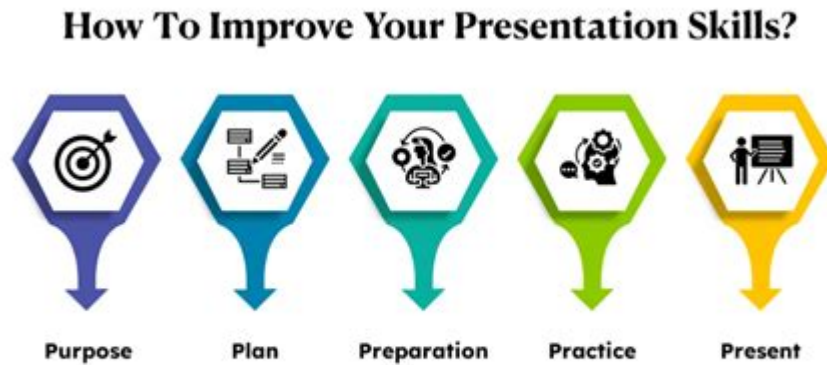 How To Improve Your Presentation Skills?
Purpose
Plan
Preparation
Practice
Present